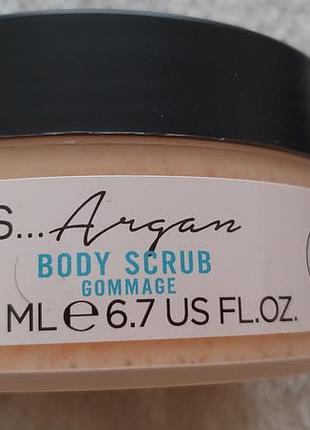 S... Argan
BODY SCRUB
GOMMAGE
ML e 6.7 US FL.OZ.